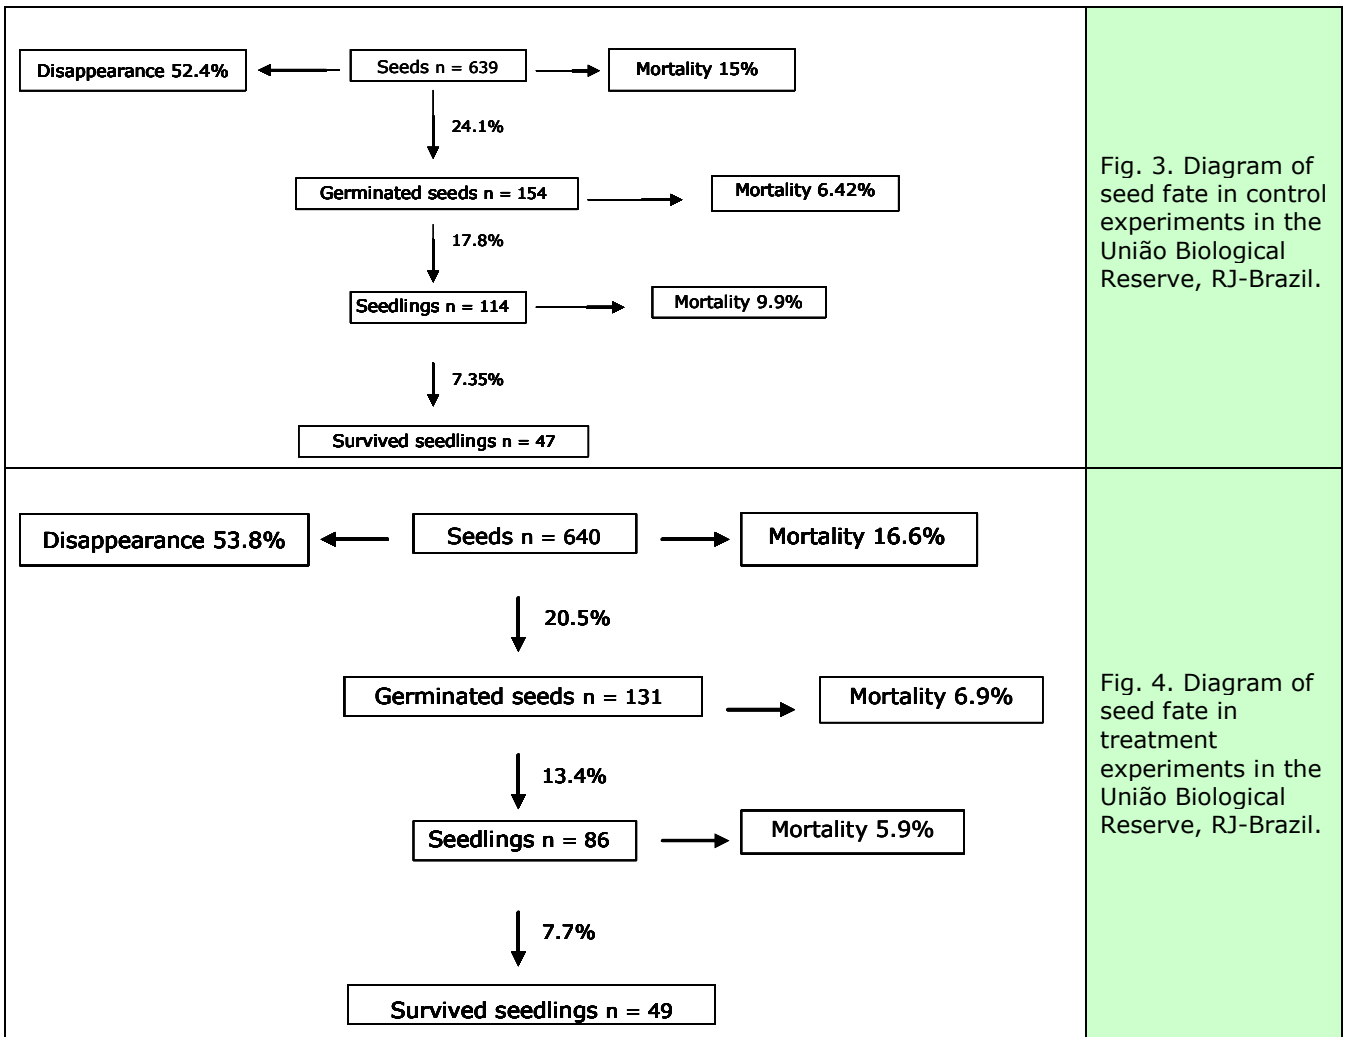 Disappearance 52.4%
Seeds n = 639
Mortality 15%
24.1%
Germinated seeds n = 154
Mortality 6.42%
17.8%
Seedlings n = 114
Mortality 9.9%
7.35%
Survived seedlings n = 47
Fig. 3. Diagram of
seed fate in control
experiments in the
União Biological
Reserve, RJ-Brazil.
Disappearance 53.8%
Seeds n = 640
Mortality 16.6%
20.5%
Germinated seeds n = 131
Mortality 6.9%
13.4%
Seedlings n = 86
Mortality 5.9%
7.7%
Survived seedlings n = 49
Fig. 4. Diagram of
seed fate in
treatment
experiments in the
União Biological
Reserve, RJ-Brazil.